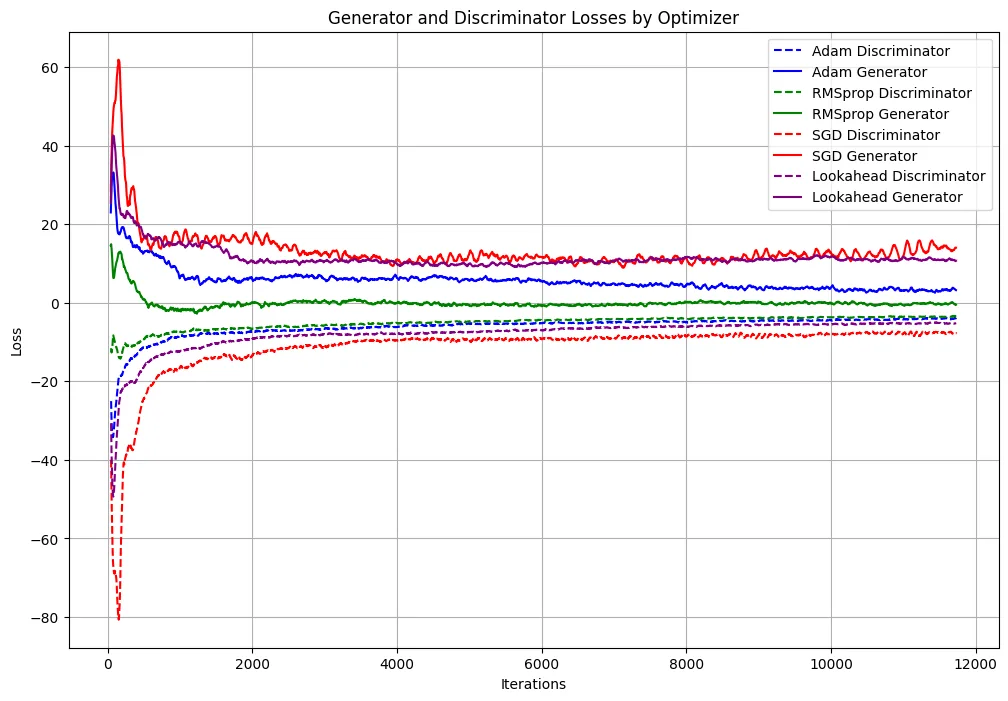 Generator and Discriminator Losses by Optimizer
Adam Discriminator
Adam Generator
RMSprop Discriminator
RMSprop Generator
SGD Discriminator
SGD Generator
Lookahead Discriminator
Lookahead Generator
60
40
20
0
−20
−40
−60
−80
Loss
0 2000 4000 6000 8000 10000 12000
Iterations